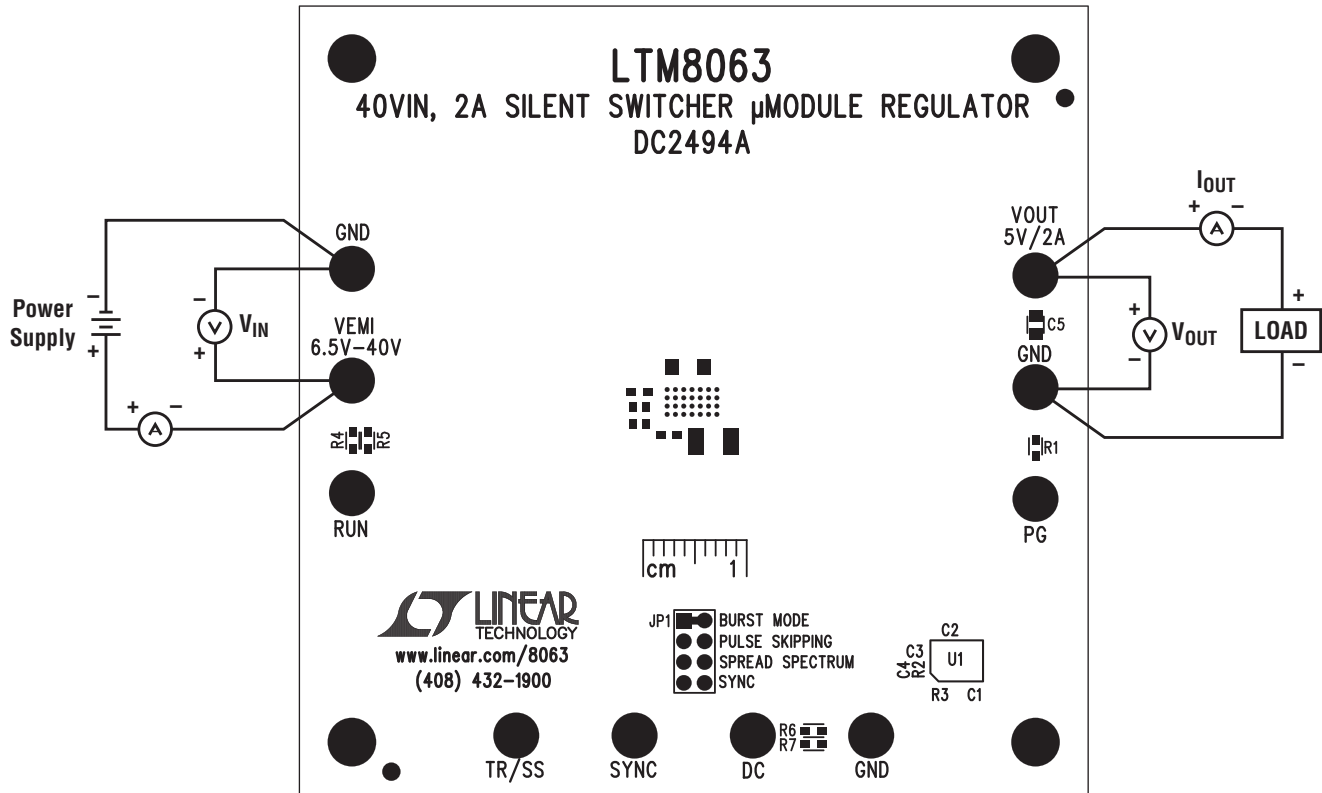 LTM8063
40VIN, 2A SILENT SWITCHER µMODULE REGULATOR
DC2494A
Power
Supply
−
+
−
VIN
+
+ −
A
V
GND
VEMI
6.5V−40V
R4
R5
RUN
VOUT
5V/2A
C5
GND
R1
PG
IOUT
+ −
A
+
V
VOUT
−
+
LOAD
−
cm 1
LINEAR
TECHNOLOGY
www.linear.com/8063
(408) 432−1900
JP1
BURST MODE
PULSE SKIPPING
SPREAD SPECTRUM
SYNC
C2
C3
C4
R2
U1
R3 C1
TR/SS
SYNC
DC
R6
R7
GND